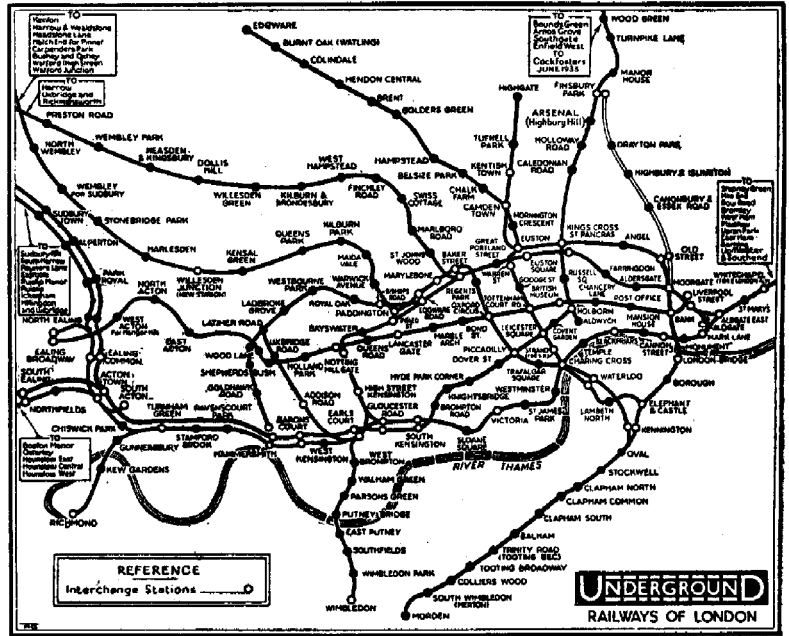 TO
Kenton
Harrow & Wealdstone
Headstone Lane
Hatch End for Pinner
Carpenders Park
Bushey and Oxhey
Watford High Street
Watford Junction
TO
Harrow
Uxbridge and
Rickmansworth
TO
Bounds Green
Arnos Grove
Southgate
Enfield West
TO
Cockfosters
JUNE 1933
WOOD GREEN
TURNPIKE LANE
MANOR
HOUSE
FINSBURY
PARK
EDGWARE
BURNT OAK (WATLING)
COLINDALE
HENDON CENTRAL
BRENT
GOLDERS GREEN
HIGHGATE
ARSENAL
(Highbury Hill)
PRESTON ROAD
WEMBLEY PARK
NORTH
WEMBLEY
NEASDEN
& KINGSBURY
DOLLIS
HILL
WILLESDEN
GREEN
WEST
HAMPSTEAD
KILBURN &
BRONDESBURY
FINCHLEY
ROAD
HAMPSTEAD
BELSIZE PARK
TUFNELL
PARK
KENTISH
TOWN
HOLLOWAY
ROAD
CALEDONIAN
ROAD
DRAYTON PARK
HIGHBURY & ISLINGTON
CANONBURY &
ESSEX ROAD
WEMBLEY
FOR SUDBURY
SWISS
COTTAGE
CHALK
FARM
CAMDEN
TOWN
MORNINGTON
CRESCENT
SUDBURY
TOWN
STONEBRIDGE PARK
ALPERTON
HARLESDEN
KENSAL
GREEN
QUEENS
PARK
KILBURN
PARK
MARLBORO
ROAD
ST JOHNS
WOOD
MAIDA
VALE
WARWICK
AVENUE
MARYLEBONE
BAKER
STREET
GREAT
PORTLAND
STREET
EUSTON
KINGS CROSS
ST PANCRAS
ANGEL
OLD
STREET
PARK
ROYAL
WILLESDEN
JUNCTION
(NEW STATION)
NORTH
ACTON
WESTBOURNE
PARK
ROYAL OAK
LADBROKE
GROVE
LATIMER ROAD
PADDINGTON
EDGWARE
ROAD
REGENTS
PARK
OXFORD
CIRCUS
WARREN
ST
EUSTON
SQUARE
GOODGE ST
BRITISH
MUSEUM
TOTTENHAM
COURT RD
RUSSELL
SQ
CHANCERY
LANE
FARRINGDON
ALDERSGATE
POST OFFICE
MOORGATE
LIVERPOOL
STREET
WHITECHAPEL
ST MARYS
ALDGATE EAST
ALDGATE
MARK LANE
BANK
MANSION
HOUSE
CANNON
STREET
MONUMENT
LONDON BRIDGE
HOLBORN
ALDWYCH
COVENT
GARDEN
LEICESTER SQUARE
BLACKFRIARS
TEMPLE
CHARING CROSS
TRAFALGAR
SQUARE
NORTH EALING
EALING
BROADWAY
WEST
ACTON
EAST
ACTON
WOOD LANE
SHEPHERDS BUSH
UXBRIDGE
ROAD
HOLLAND
PARK
NOTTING
HILL GATE
BAYSWATER
QUEENS
ROAD
LANCASTER
GATE
MARBLE
ARCH
BOND
ST
DOVER ST
PICCADILLY
HYDE PARK CORNER
EALING
COMMON
ACTON
TOWN
SOUTH
EALING
SOUTH
ACTON
NORTHFIELDS
CHISWICK PARK
TURNHAM
GREEN
STAMFORD
BROOK
RAVENSCOURT
PARK
GOLDHAWK
ROAD
HAMMERSMITH
BARONS
COURT
ADDISON
ROAD
WEST
KENSINGTON
EARLS
COURT
HIGH STREET
KENSINGTON
GLOUCESTER
ROAD
SOUTH
KENSINGTON
KNIGHTSBRIDGE
BROMPTON
ROAD
SLOANE
SQUARE
VICTORIA
ST JAMES
PARK
WESTMINSTER
WATERLOO
LAMBETH
NORTH
BOROUGH
ELEPHANT
& CASTLE
KENNINGTON
OVAL
STOCKWELL
CLAPHAM NORTH
CLAPHAM COMMON
CLAPHAM SOUTH
BALHAM
TRINITY ROAD
(TOOTING BEC)
TOOTING BROADWAY
COLLIERS WOOD
SOUTH WIMBLEDON
(MERTON)
MORDEN
TO
Boston Manor
Osterley
Hounslow East
Hounslow Central
Hounslow West
GUNNERSBURY
KEW GARDENS
RICHMOND
WEST
BROMPTON
WALHAM GREEN
PARSONS GREEN
PUTNEY BRIDGE
EAST PUTNEY
SOUTHFIELDS
WIMBLEDON PARK
WIMBLEDON
RIVER THAMES
REFERENCE
Interchange Stations
UNDERGROUND
RAILWAYS OF LONDON